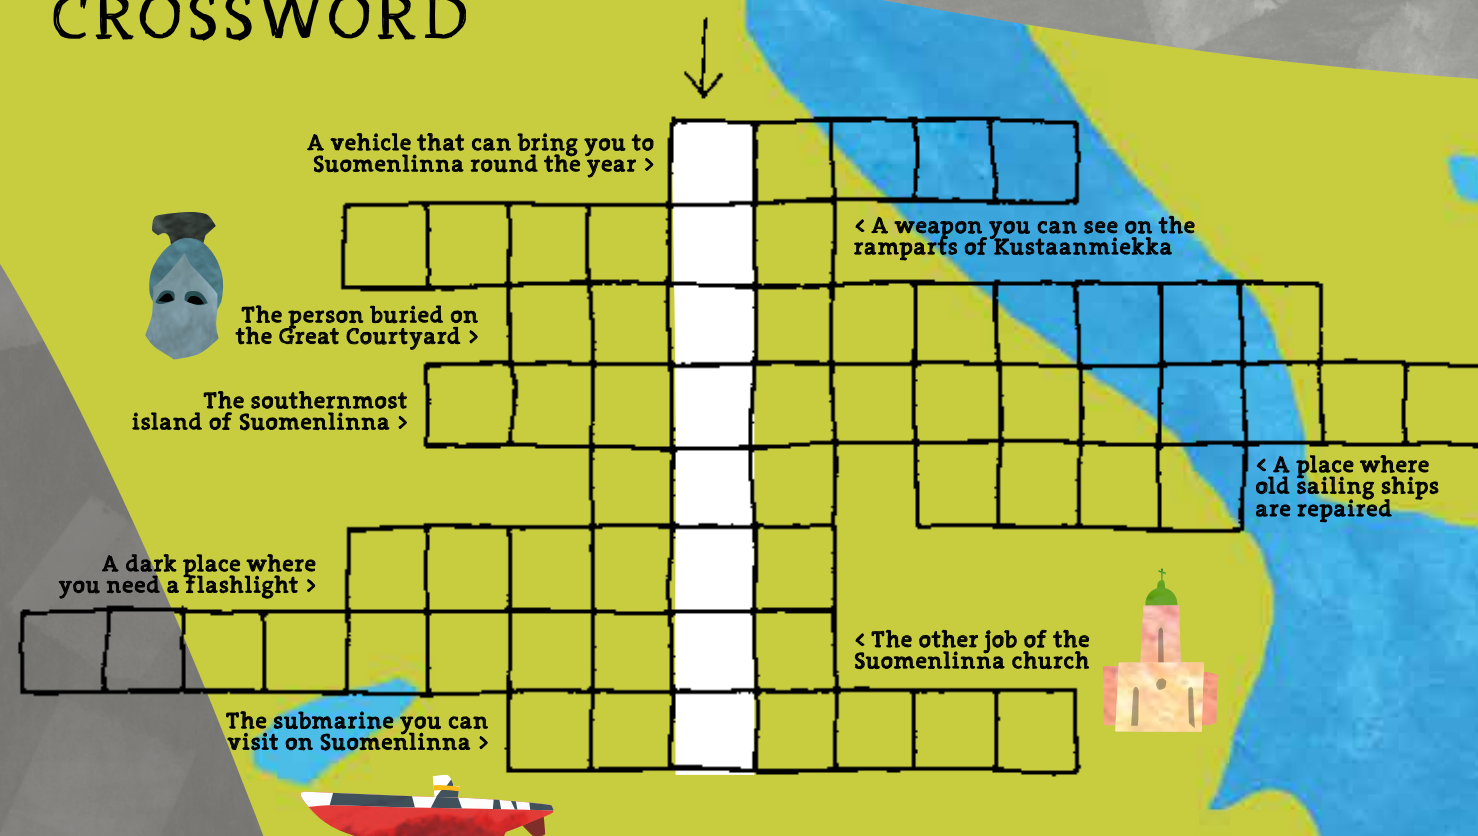 CROSSWORD
A vehicle that can bring you to
Suomenlinna round the year >
< A weapon you can see on the
ramparts of Kustaanmiekka
The person buried on
the Great Courtyard >
The southernmost
island of Suomenlinna >
< A place where
old sailing ships
are repaired
A dark place where
you need a flashlight >
< The other job of the
Suomenlinna church
The submarine you can
visit on Suomenlinna >